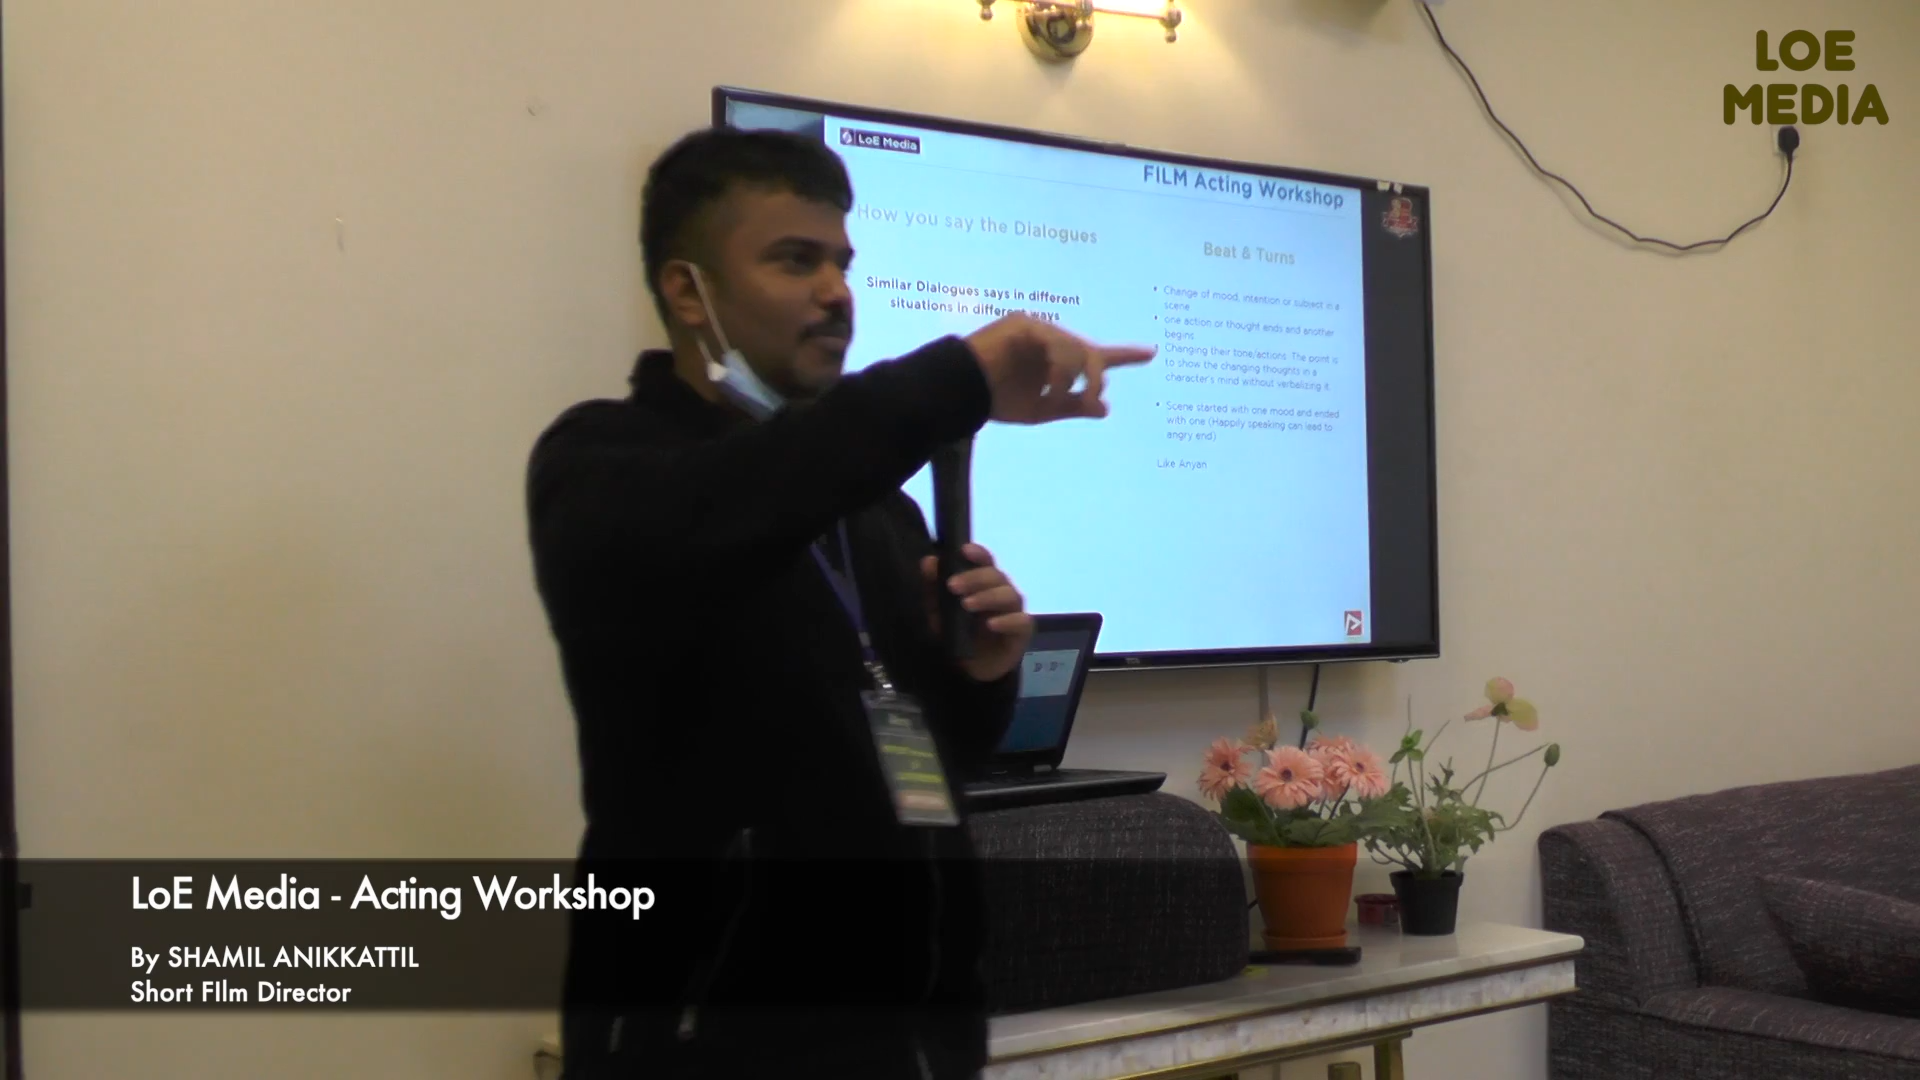 LOE
MEDIA
LoE Media
FILM Acting Workshop
How you say the Dialogues
Similar Dialogues says in different
situations in different ways
Beat & Turns
• Change of mood, intention or subject in a
scene
• one action or thought ends and another
begins
• Changing their tone/actions. The point is
to show the changing thoughts in a
character's mind without verbalizing it.
• Scene started with one mood and ended
with one (Happily speaking can lead to
angry end)
Like Anyan
LoE Media - Acting Workshop
By SHAMIL ANIKKATTIL
Short FIlm Director